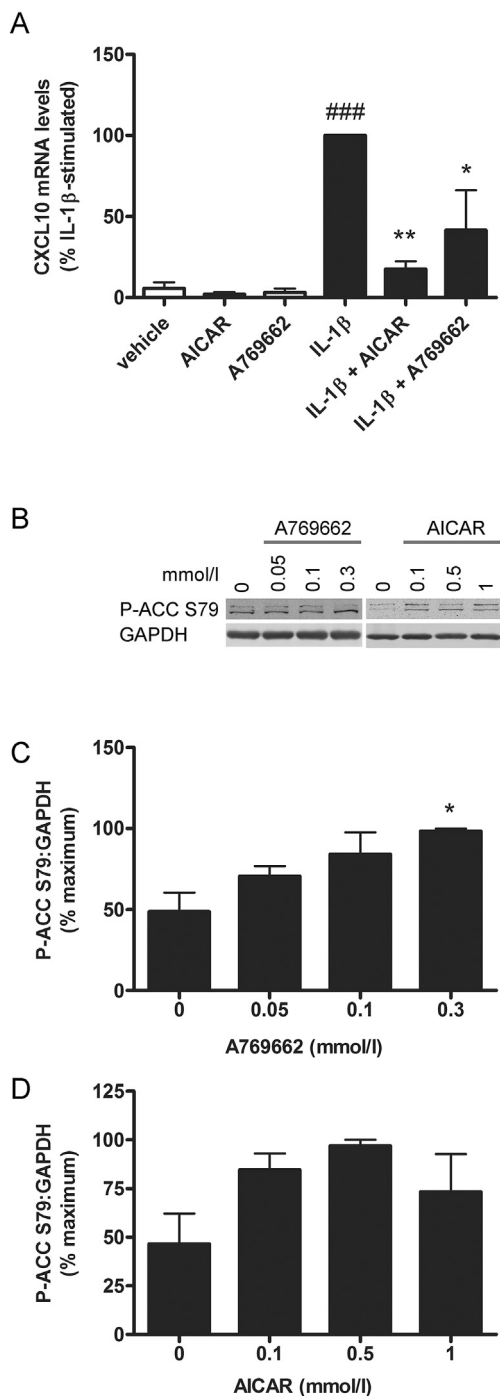 A
CXCL10 mRNA levels
(% IL-1β-stimulated)
150
100
50
0
###
**
*
vehicle
AICAR
A769662
IL-1β
IL-1β + AICAR
IL-1β + A769662
B
A769662
AICAR
mmol/l
0
0.05
0.1
0.3
0
0.1
0.5
1
P-ACC S79
GAPDH
C
P-ACC S79:GAPDH
(% maximum)
150
100
50
0
*
0
0.05
0.1
0.3
A769662 (mmol/l)
D
P-ACC S79:GAPDH
(% maximum)
125
100
75
50
25
0
0
0.1
0.5
1
AICAR (mmol/l)